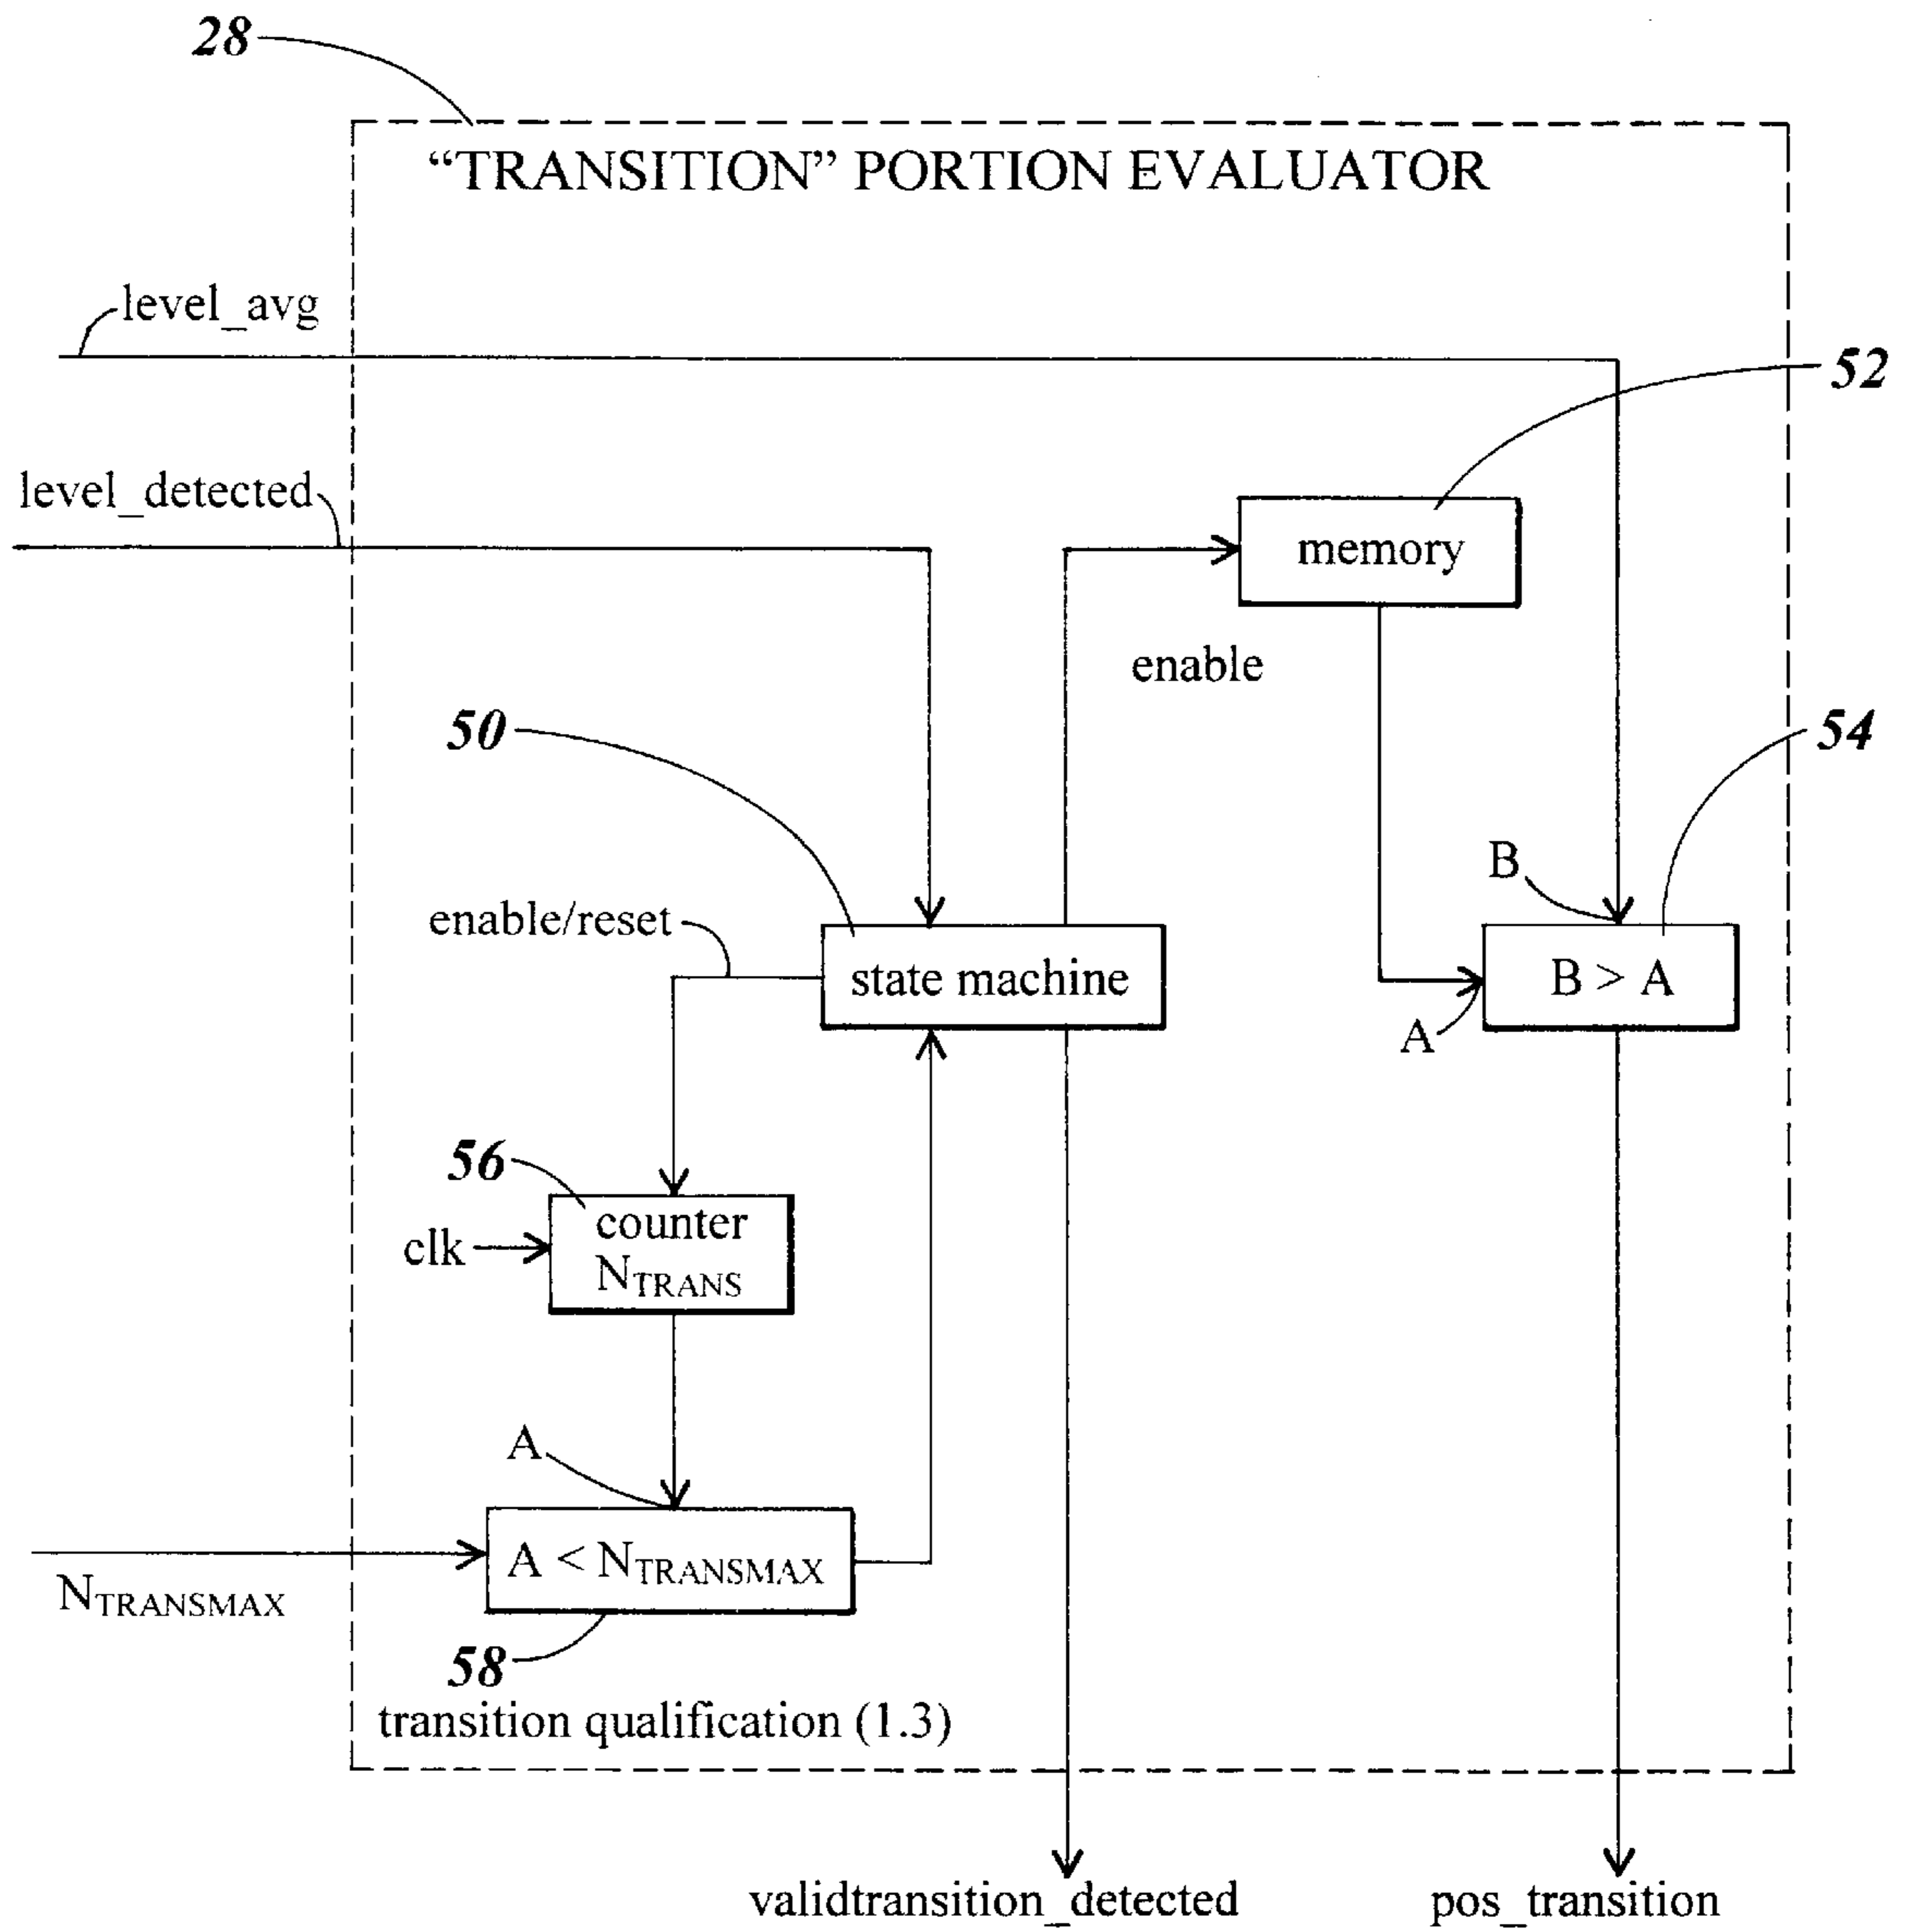 28
“TRANSITION” PORTION EVALUATOR
level_avg
52
level_detected
memory
enable
50
54
B
enable/reset
state machine
B > A
A
56
counter
clk
NTRANS
A
A < NTRANSMAX
NTRANSMAX
58
transition qualification (1.3)
validtransition_detected
pos_transition